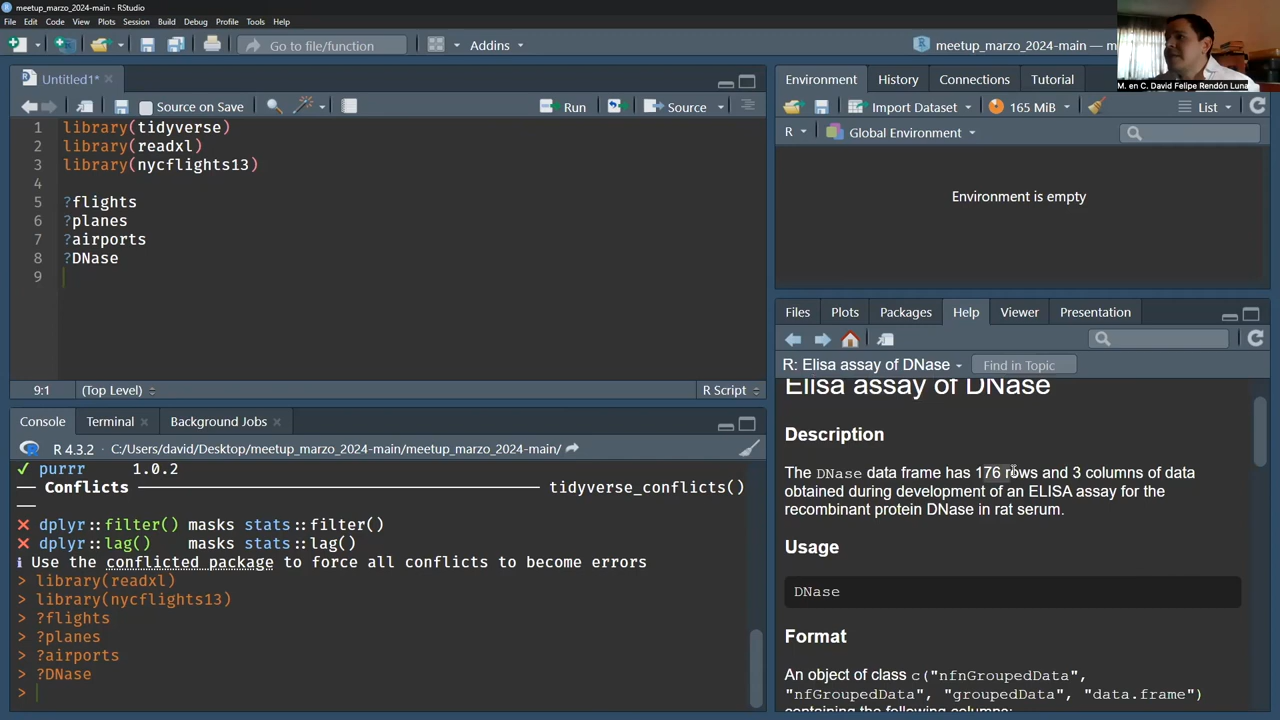 meetup_marzo_2024-main - RStudio
File Edit Code View Plots Session Build Debug Profile Tools Help
Go to file/function
Addins
meetup_marzo_2024-main —
M. en C. David Felipe Rendón Luna
Untitled1*
Source on Save
Run
Source
1 library(tidyverse)
2 library(readxl)
3 library(nycflights13)
4
5 ?flights
6 ?planes
7 ?airports
8 ?DNase
9
9:1 (Top Level) R Script
Console Terminal Background Jobs
R 4.3.2 · C:/Users/david/Desktop/meetup_marzo_2024-main/meetup_marzo_2024-main/
✓ purrr 1.0.2
── Conflicts ────────── tidyverse_conflicts()
──
✖ dplyr::filter() masks stats::filter()
✖ dplyr::lag() masks stats::lag()
ℹ Use the conflicted package to force all conflicts to become errors
> library(readxl)
> library(nycflights13)
> ?flights
> ?planes
> ?airports
> ?DNase
>
Environment History Connections Tutorial
Import Dataset 165 MiB List
R Global Environment
Environment is empty
Files Plots Packages Help Viewer Presentation
R: Elisa assay of DNase Find in Topic
Elisa assay of DNase
Description
The DNase data frame has 176 rows and 3 columns of data
obtained during development of an ELISA assay for the
recombinant protein DNase in rat serum.
Usage
DNase
Format
An object of class c("nfnGroupedData",
"nfGroupedData", "groupedData", "data.frame")
containing the following columns: